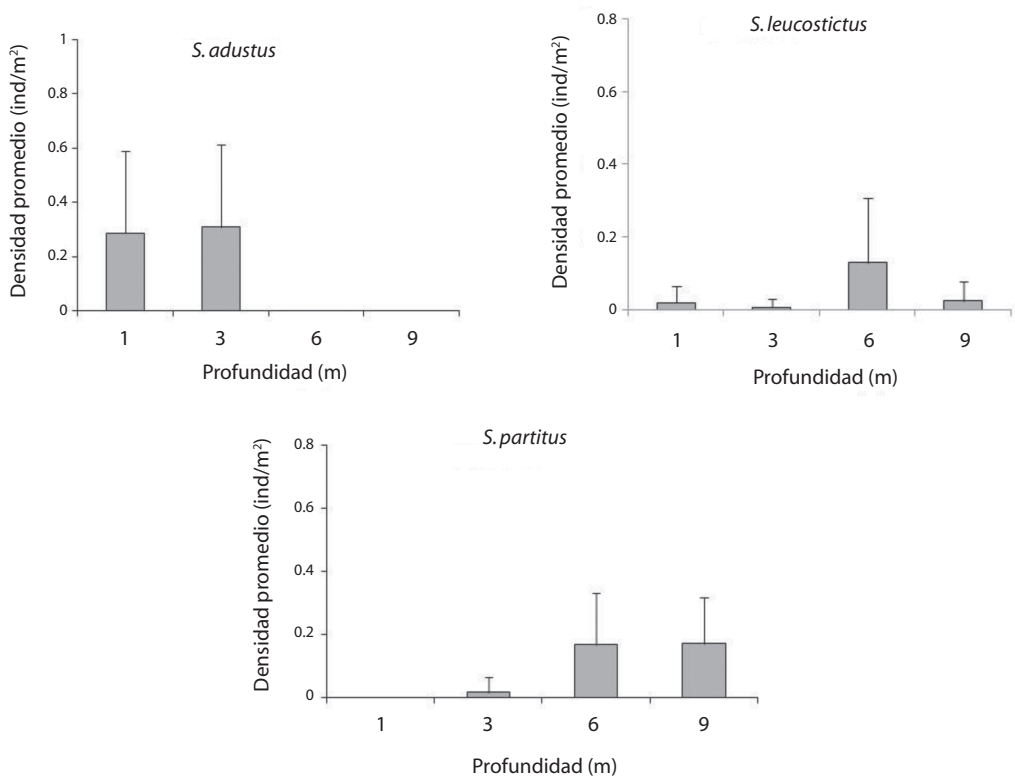 S. adustus
Densidad promedio (ind/m²)
1
0.8
0.6
0.4
0.2
0
1 3 6 9
Profundidad (m)
S. leucostictus
Densidad promedio (ind/m²)
0.8
0.6
0.4
0.2
0
1 3 6 9
Profundidad (m)
S. partitus
Densidad promedio (ind/m²)
0.8
0.6
0.4
0.2
0
1 3 6 9
Profundidad (m)